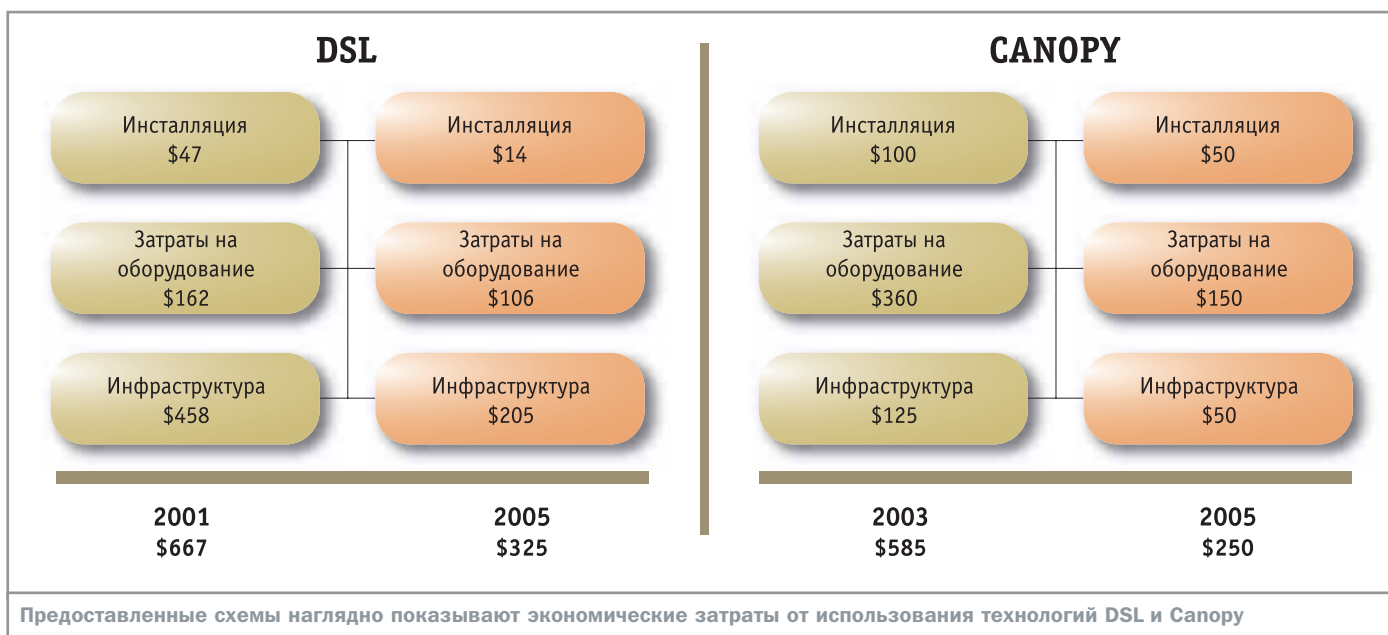 DSL
Инсталляция
$47
Инсталляция
$14
Затраты на
оборудование
$162
Затраты на
оборудование
$106
Инфраструктура
$458
Инфраструктура
$205
2001
$667
2005
$325
CANOPY
Инсталляция
$100
Инсталляция
$50
Затраты на
оборудование
$360
Затраты на
оборудование
$150
Инфраструктура
$125
Инфраструктура
$50
2003
$585
2005
$250
Предоставленные схемы наглядно показывают экономические затраты от использования технологий DSL и Canopy